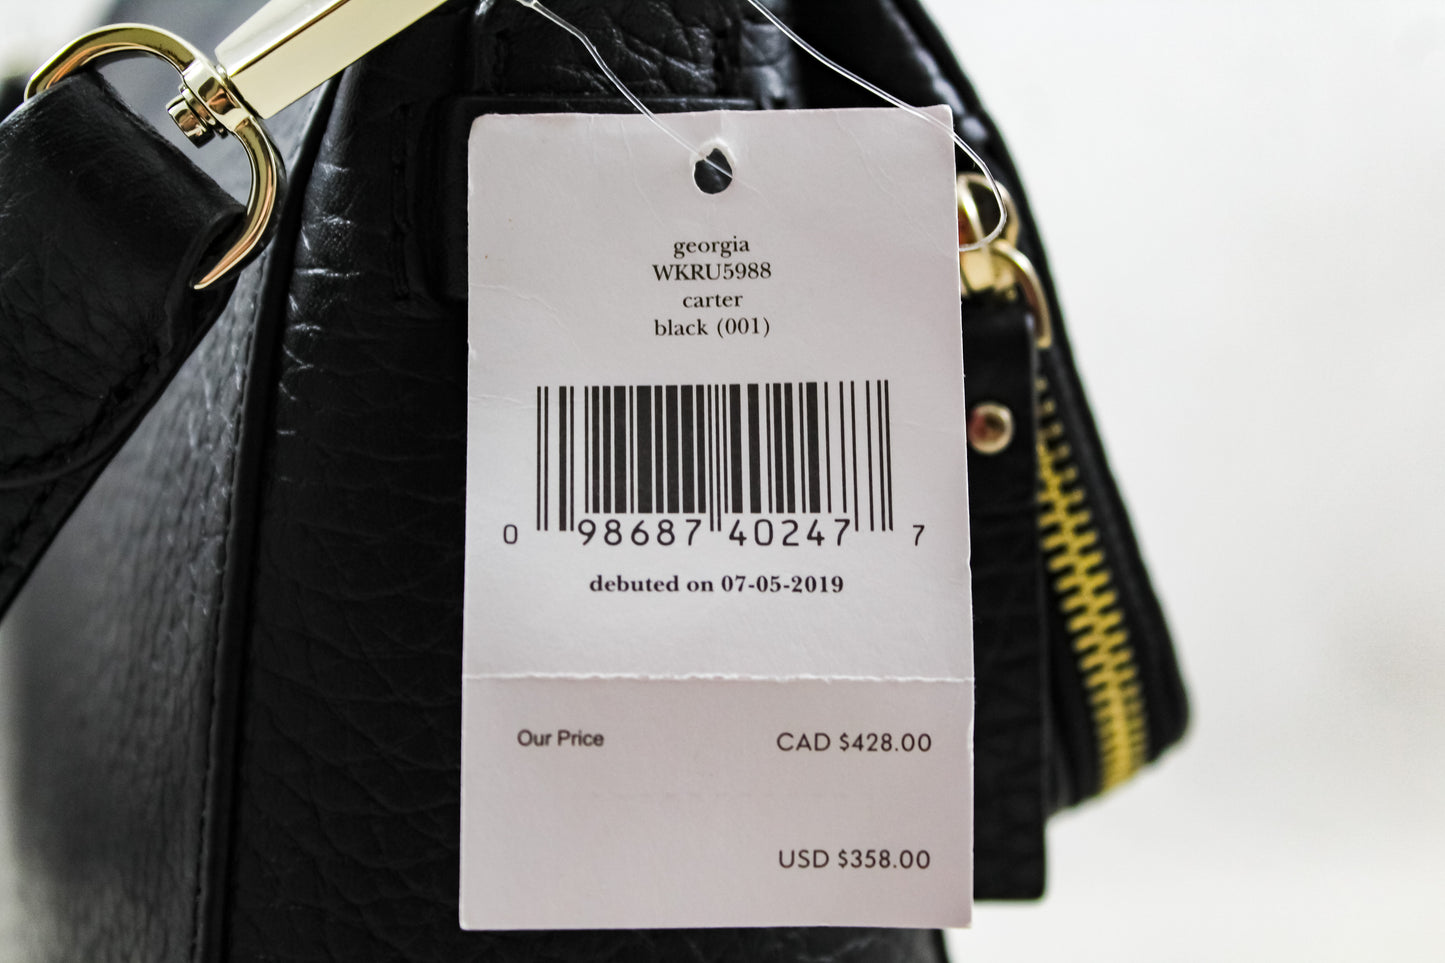 georgia
WKRU5988
carter
black (001)
0 98687 40247 7
debuted on 07-05-2019
Our Price CAD $428.00
USD $358.00